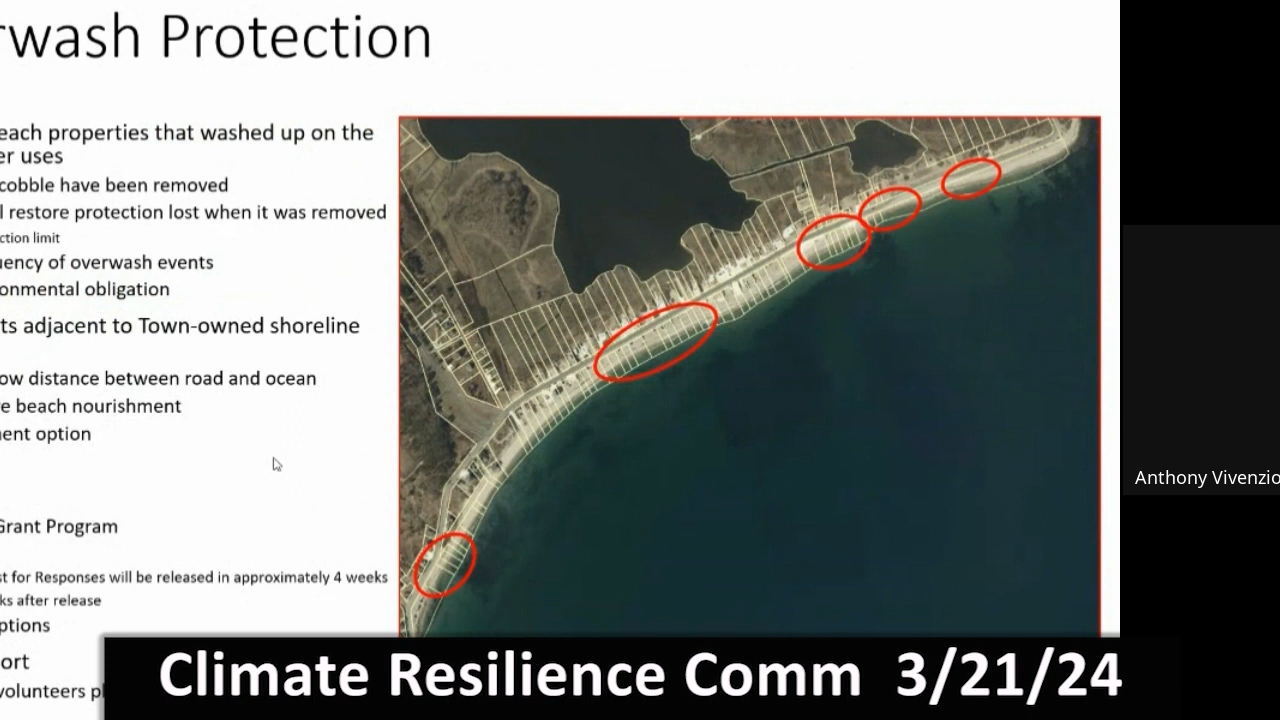 rwash Protection
each properties that washed up on the
er uses
cobble have been removed
l restore protection lost when it was removed
ction limit
uency of overwash events
onmental obligation
ts adjacent to Town-owned shoreline
ow distance between road and ocean
e beach nourishment
ent option
Grant Program
st for Responses will be released in approximately 4 weeks
ks after release
ptions
ort
volunteers pl
Anthony Vivenzio
Climate Resilience Comm 3/21/24